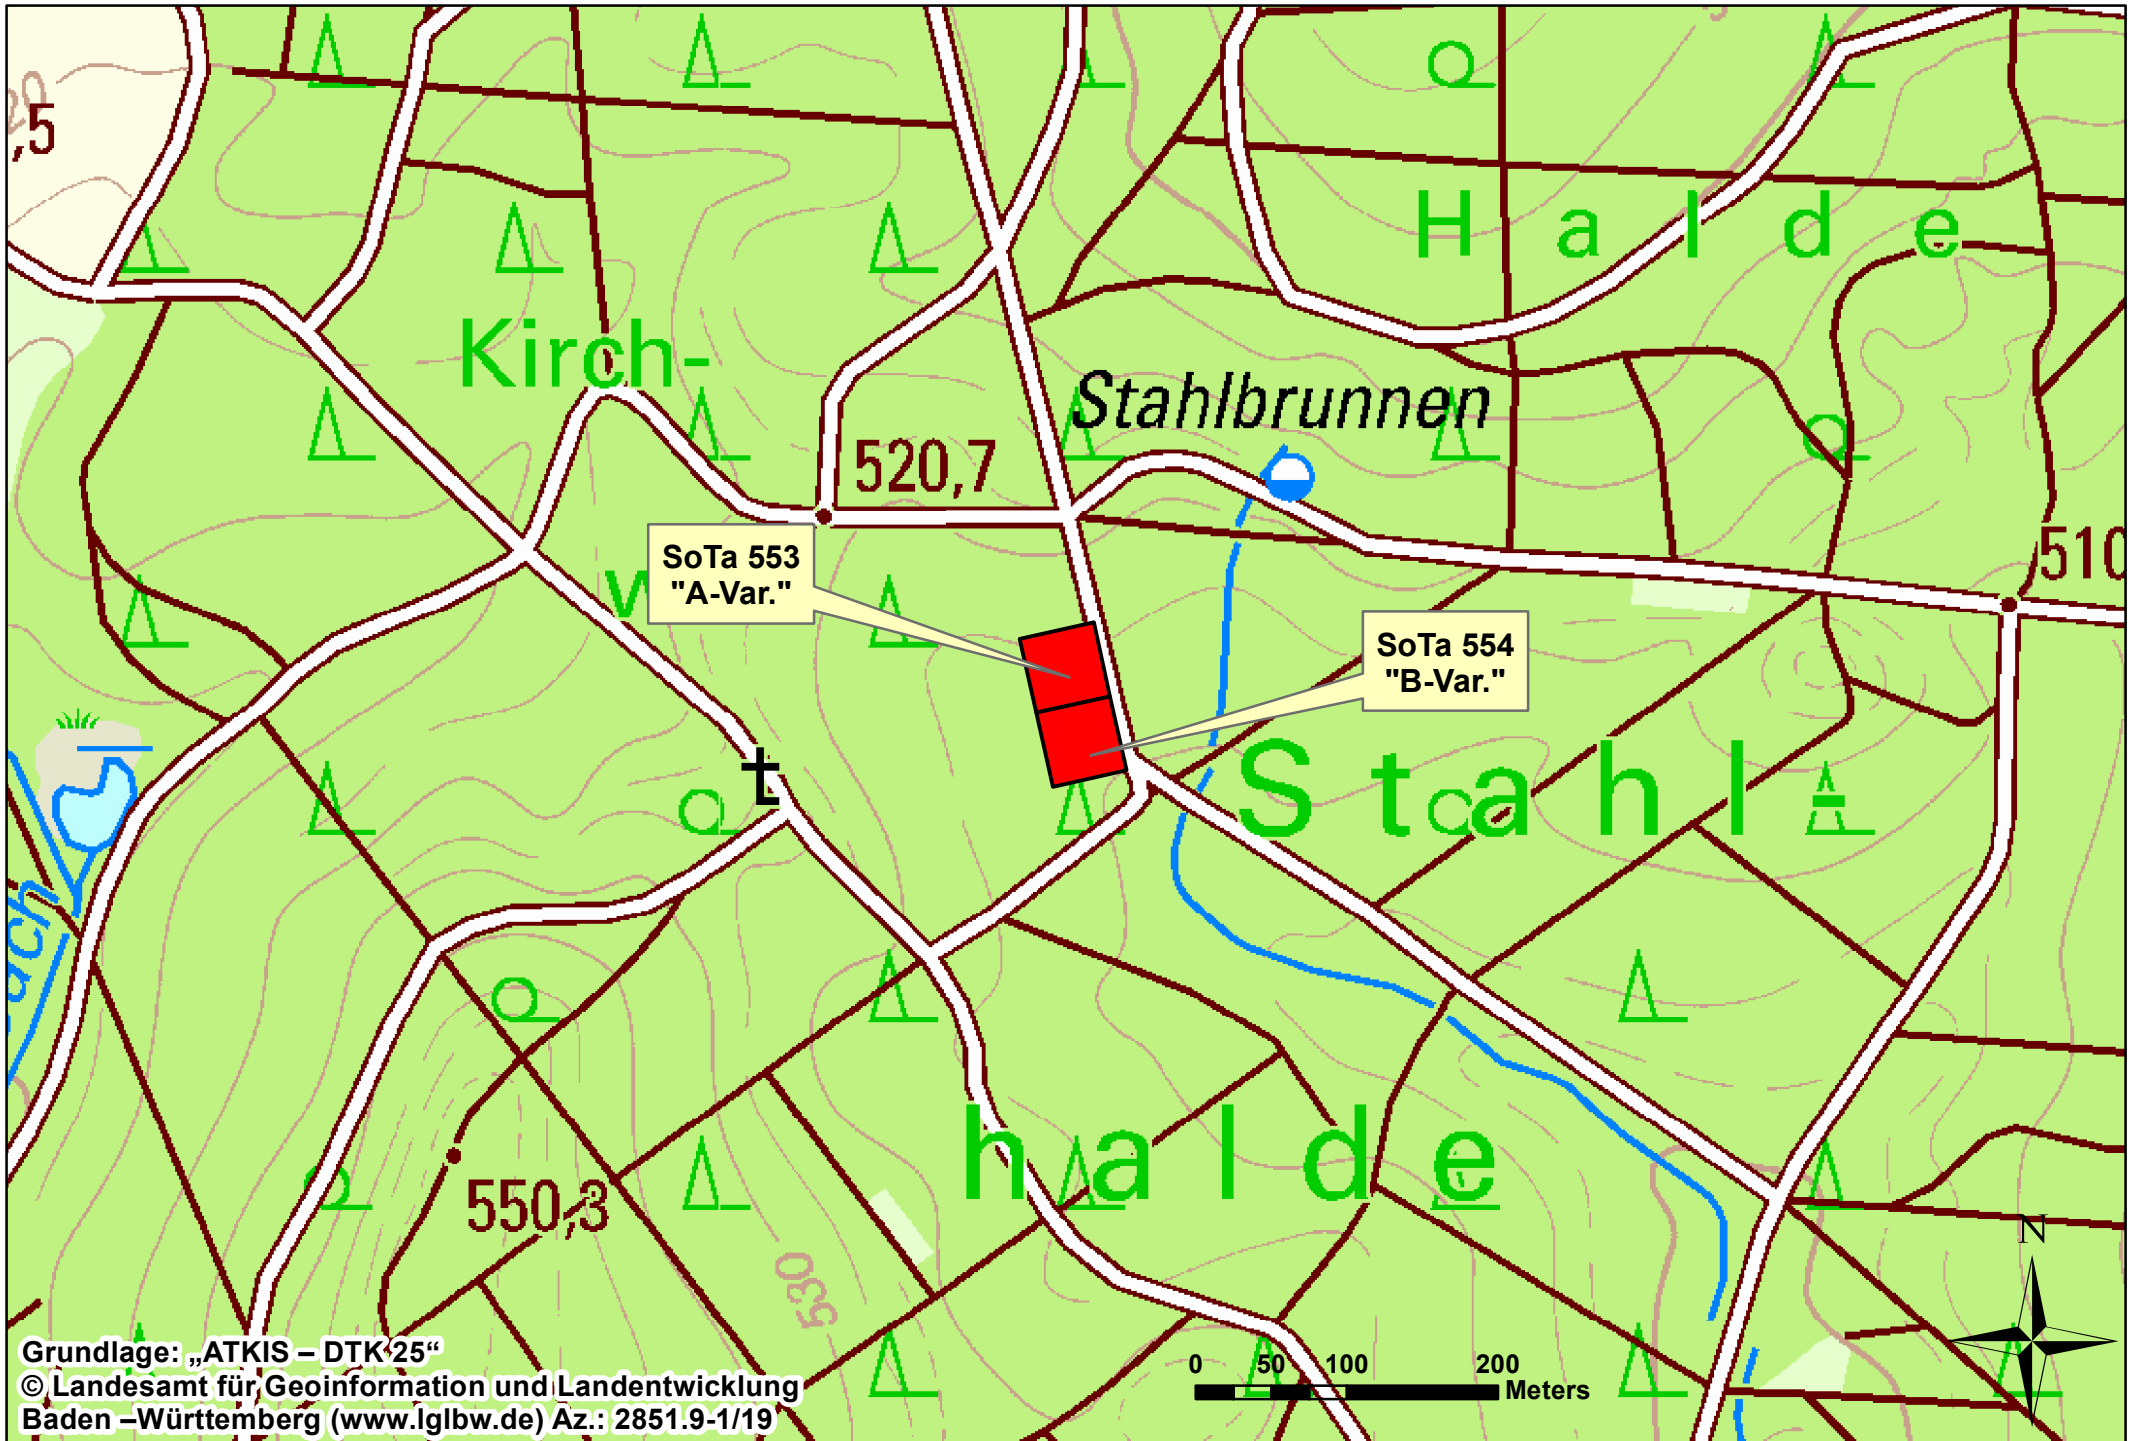 ,5
H a l d e
Kirch-
Stahlbrunnen
520,7
510
SoTa 553
"A-Var."
w
SoTa 554
"B-Var."
t
S t a h l
ach
h a l d e
550,3
530
N
Grundlage: „ATKIS – DTK 25“
© Landesamt für Geoinformation und Landentwicklung
Baden –Württemberg (www.lglbw.de) Az.: 2851.9-1/19
0 50 100 200
Meters